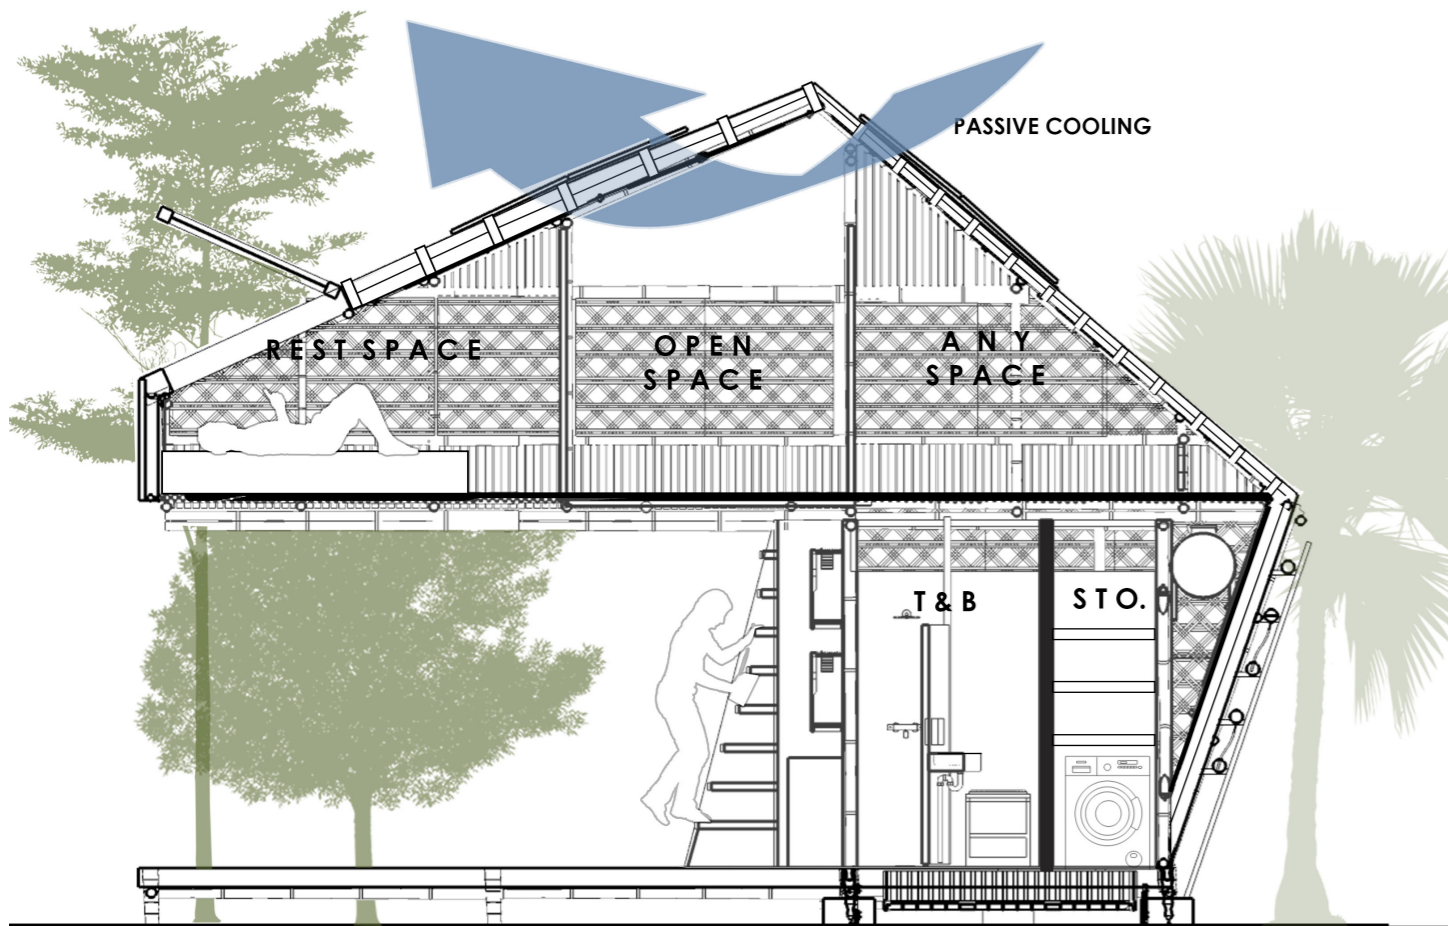 PASSIVE COOLING
REST SPACE
OPEN
SPACE
ANY
SPACE
T & B
STO.